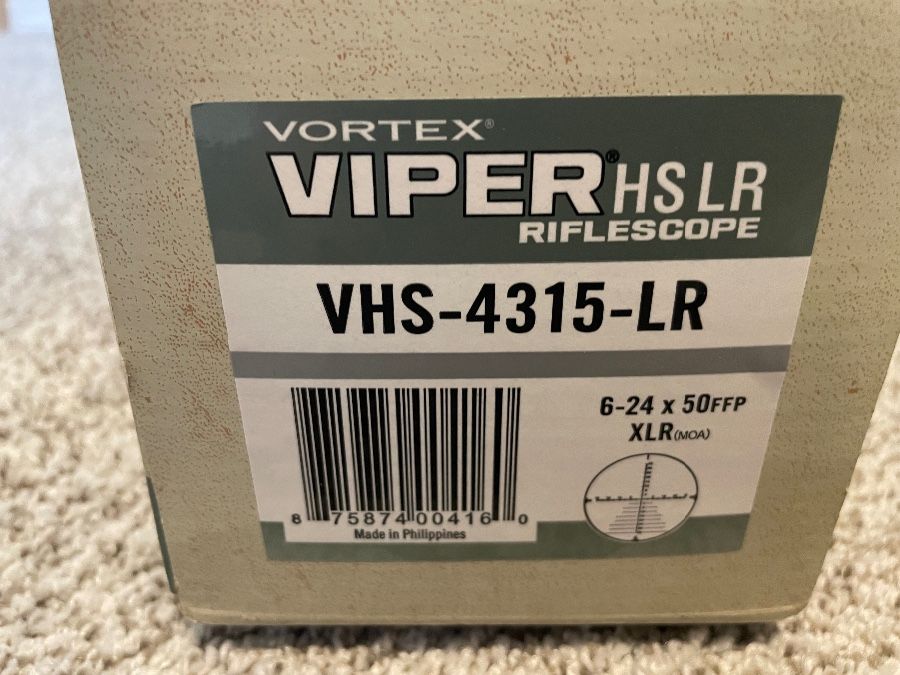 VORTEX®
VIPER® HS LR
RIFLESCOPE
VHS-4315-LR
6-24 x 50FFP
XLR(MOA)
8 75874 00416 0
Made in Philippines